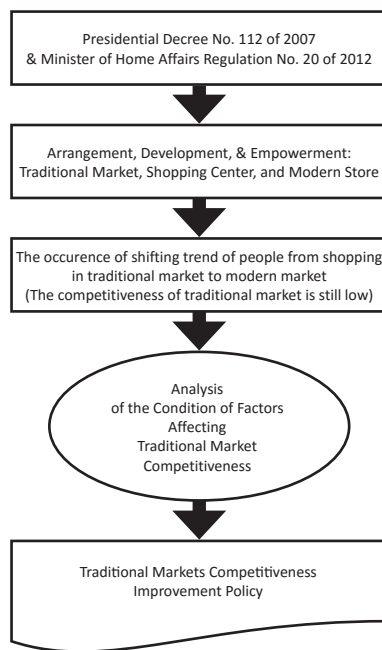 Presidential Decree No. 112 of 2007
& Minister of Home Affairs Regulation No. 20 of 2012
Arrangement, Development, & Empowerment:
Traditional Market, Shopping Center, and Modern Store
The occurence of shifting trend of people from shopping
in traditional market to modern market
(The competitiveness of traditional market is still low)
Analysis
of the Condition of Factors
Affecting
Traditional Market
Competitiveness
Traditional Markets Competitiveness
Improvement Policy